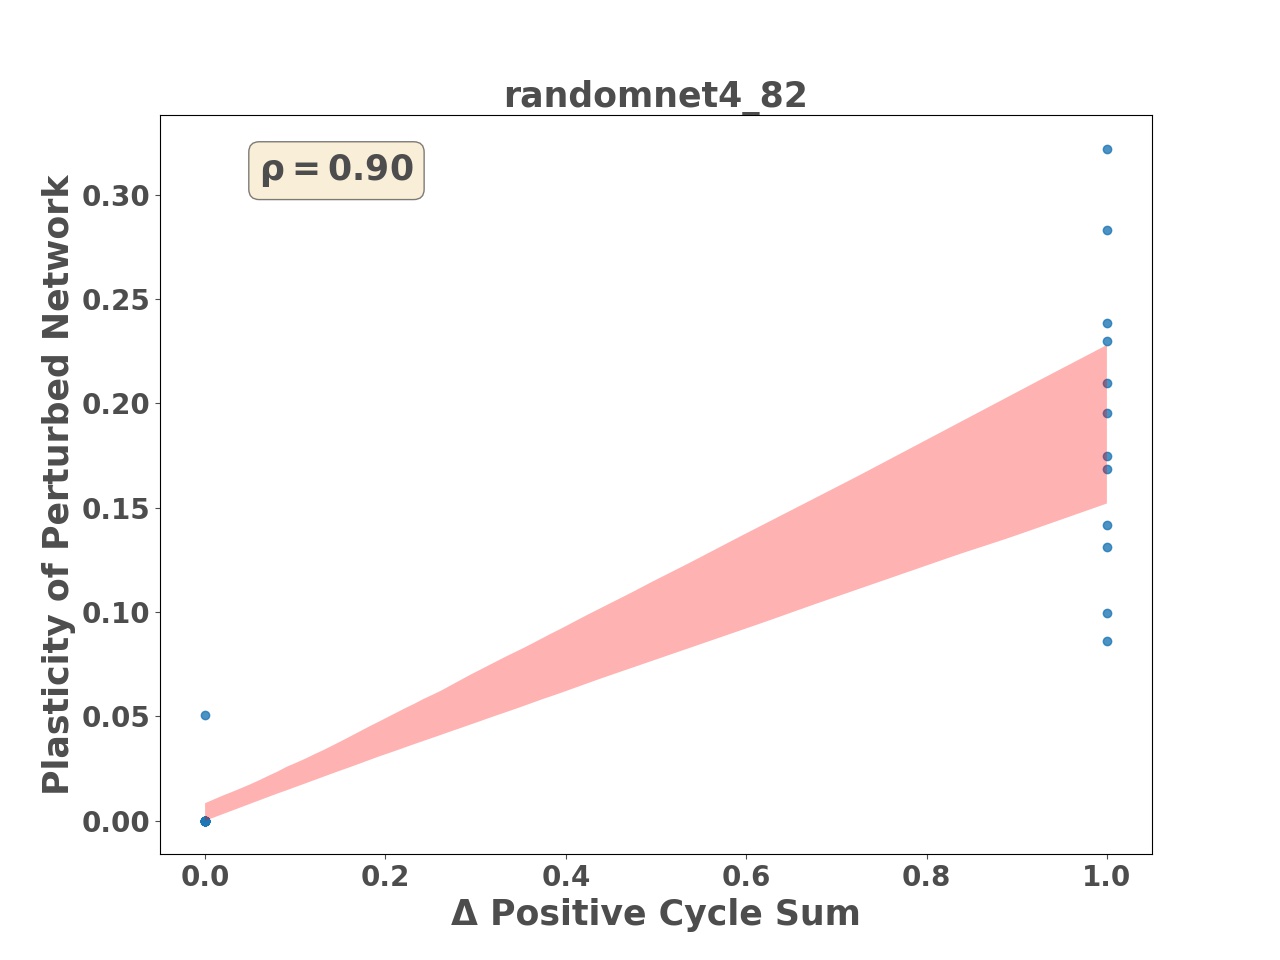 randomnet4_82
ρ = 0.90
Plasticity of Perturbed Network
0.30
0.25
0.20
0.15
0.10
0.05
0.00
0.0 0.2 0.4 0.6 0.8 1.0
Δ Positive Cycle Sum